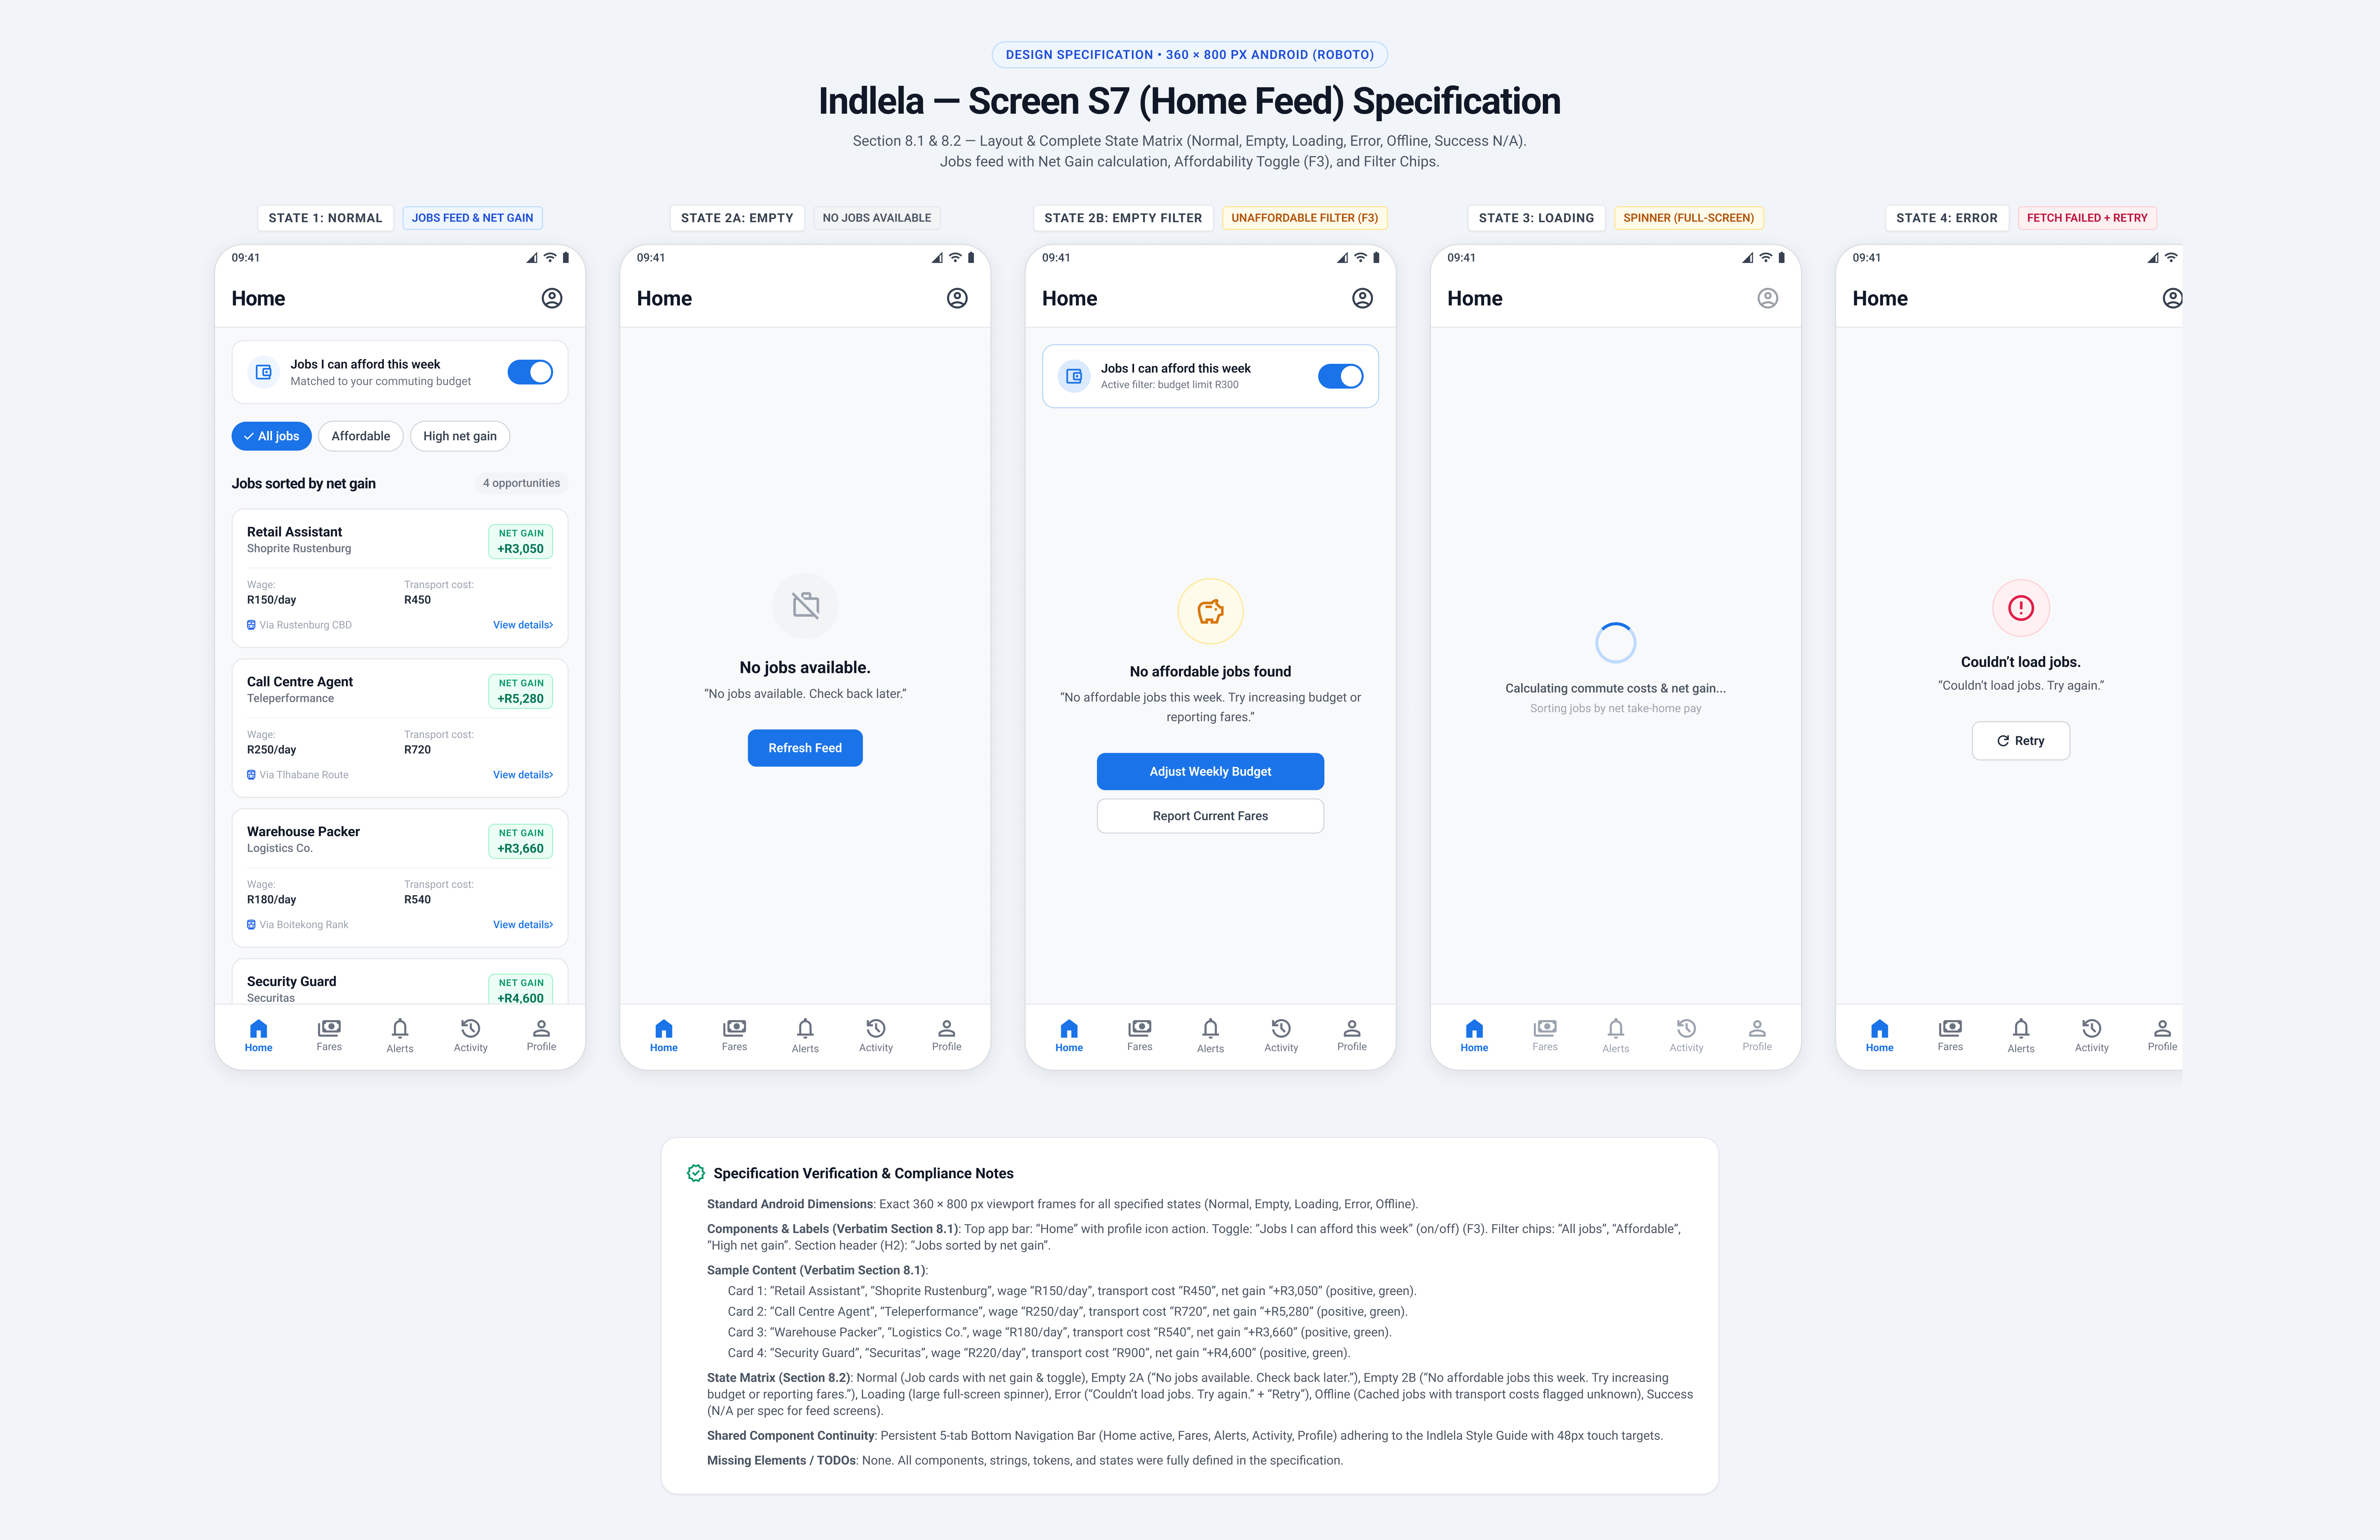 DESIGN SPECIFICATION • 360 × 800 PX ANDROID (ROBOTO)
Indlela — Screen S7 (Home Feed) Specification
Section 8.1 & 8.2 — Layout & Complete State Matrix (Normal, Empty, Loading, Error, Offline, Success N/A).
Jobs feed with Net Gain calculation, Affordability Toggle (F3), and Filter Chips.
STATE 1: NORMAL
JOBS FEED & NET GAIN
09:41
Home
Jobs I can afford this week
Matched to your commuting budget
All jobs
Affordable
High net gain
Jobs sorted by net gain
4 opportunities
Retail Assistant
Shoprite Rustenburg
NET GAIN
+R3,050
Wage:
R150/day
Transport cost:
R450
Via Rustenburg CBD
View details›
Call Centre Agent
Teleperformance
NET GAIN
+R5,280
Wage:
R250/day
Transport cost:
R720
Via Tlhabane Route
View details›
Warehouse Packer
Logistics Co.
NET GAIN
+R3,660
Wage:
R180/day
Transport cost:
R540
Via Boitekong Rank
View details›
Security Guard
Securitas
NET GAIN
+R4,600
Home
Fares
Alerts
Activity
Profile
STATE 2A: EMPTY
NO JOBS AVAILABLE
09:41
Home
No jobs available.
“No jobs available. Check back later.”
Refresh Feed
Home
Fares
Alerts
Activity
Profile
STATE 2B: EMPTY FILTER
UNAFFORDABLE FILTER (F3)
09:41
Home
Jobs I can afford this week
Active filter: budget limit R300
No affordable jobs found
“No affordable jobs this week. Try increasing budget or
reporting fares.”
Adjust Weekly Budget
Report Current Fares
Home
Fares
Alerts
Activity
Profile
STATE 3: LOADING
SPINNER (FULL-SCREEN)
09:41
Home
Calculating commute costs & net gain...
Sorting jobs by net take-home pay
Home
Fares
Alerts
Activity
Profile
STATE 4: ERROR
FETCH FAILED + RETRY
09:41
Home
Couldn’t load jobs.
“Couldn’t load jobs. Try again.”
Retry
Home
Fares
Alerts
Activity
Profile
Specification Verification & Compliance Notes
Standard Android Dimensions: Exact 360 × 800 px viewport frames for all specified states (Normal, Empty, Loading, Error, Offline).
Components & Labels (Verbatim Section 8.1): Top app bar: “Home” with profile icon action. Toggle: “Jobs I can afford this week” (on/off) (F3). Filter chips: “All jobs”, “Affordable”,
“High net gain”. Section header (H2): “Jobs sorted by net gain”.
Sample Content (Verbatim Section 8.1):
Card 1: “Retail Assistant”, “Shoprite Rustenburg”, wage “R150/day”, transport cost “R450”, net gain “+R3,050” (positive, green).
Card 2: “Call Centre Agent”, “Teleperformance”, wage “R250/day”, transport cost “R720”, net gain “+R5,280” (positive, green).
Card 3: “Warehouse Packer”, “Logistics Co.”, wage “R180/day”, transport cost “R540”, net gain “+R3,660” (positive, green).
Card 4: “Security Guard”, “Securitas”, wage “R220/day”, transport cost “R900”, net gain “+R4,600” (positive, green).
State Matrix (Section 8.2): Normal (Job cards with net gain & toggle), Empty 2A (“No jobs available. Check back later.”), Empty 2B (“No affordable jobs this week. Try increasing
budget or reporting fares.”), Loading (large full-screen spinner), Error (“Couldn’t load jobs. Try again.” + “Retry”), Offline (Cached jobs with transport costs flagged unknown), Success
(N/A per spec for feed screens).
Shared Component Continuity: Persistent 5-tab Bottom Navigation Bar (Home active, Fares, Alerts, Activity, Profile) adhering to the Indlela Style Guide with 48px touch targets.
Missing Elements / TODOs: None. All components, strings, tokens, and states were fully defined in the specification.